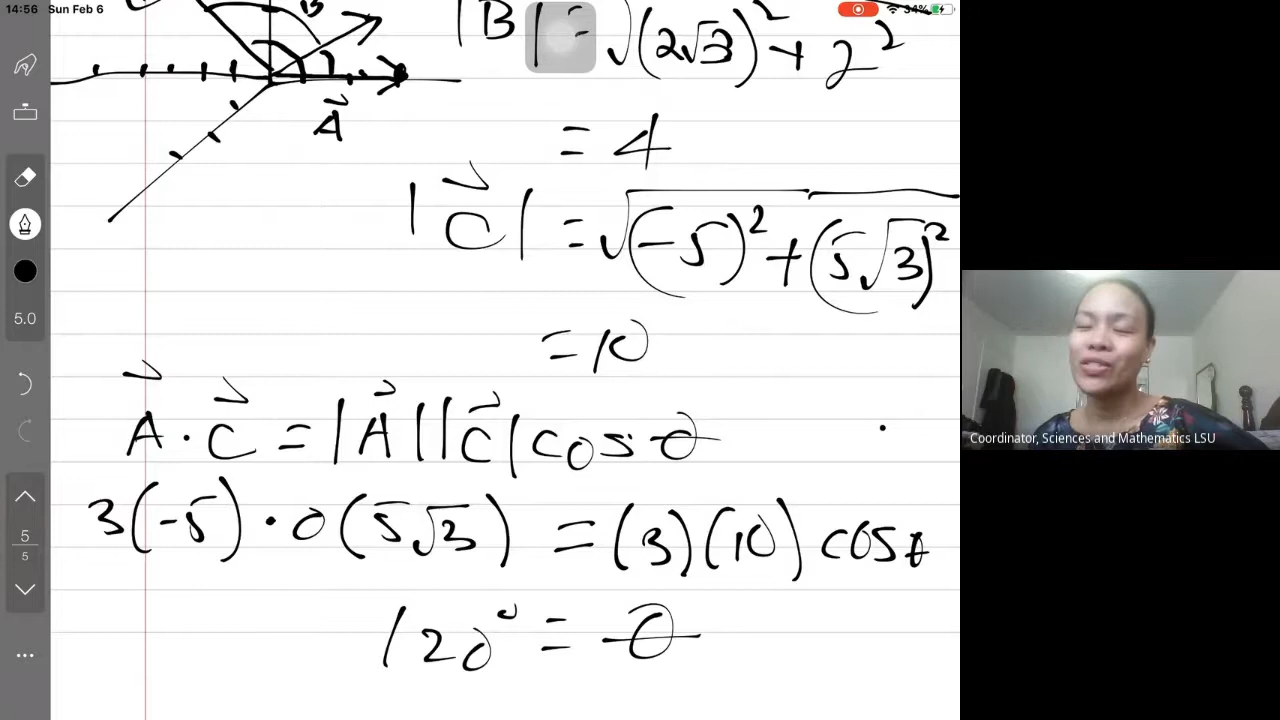 14:56 Sun Feb 6 34%
B
A⃗
|B| = √(2√3)² + 2²
= 4
|C⃗| = √(-5)² + (5√3)²
= 10
A⃗ · C⃗ = |A⃗||C⃗| cos θ
3(-5) · 0(5√3) = (3)(10) cos θ
120° = θ
5.0
5
5
Coordinator, Sciences and Mathematics LSU